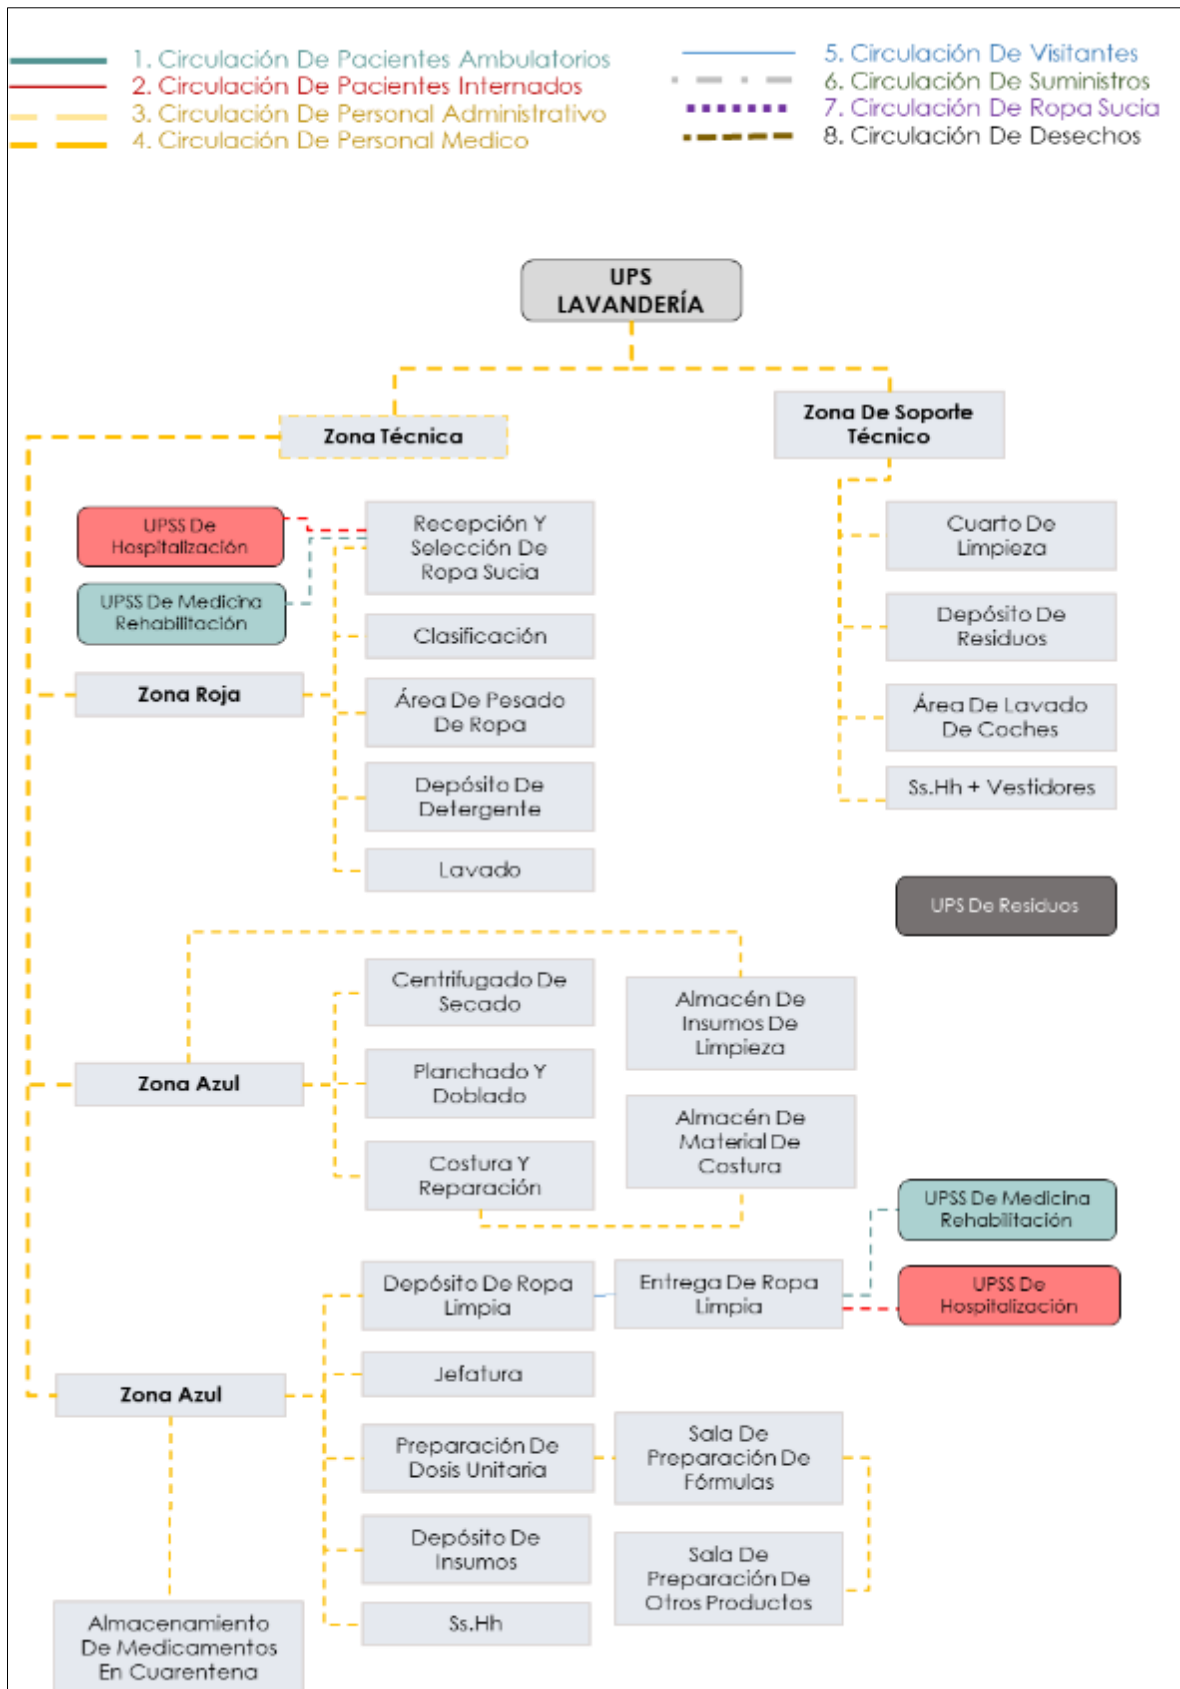 1. Circulación De Pacientes Ambulatorios
2. Circulación De Pacientes Internados
3. Circulación De Personal Administrativo
4. Circulación De Personal Medico
5. Circulación De Visitantes
6. Circulación De Suministros
7. Circulación De Ropa Sucia
8. Circulación De Desechos
UPS
LAVANDERÍA
Zona Técnica
Zona De Soporte
Técnico
UPSS De
Hospitalización
UPSS De Medicina
Rehabilitación
Zona Roja
Recepción Y
Selección De
Ropa Sucia
Clasificación
Área De Pesado
De Ropa
Depósito De
Detergente
Lavado
Cuarto De
Limpieza
Depósito De
Residuos
Área De Lavado
De Coches
Ss.Hh + Vestidores
UPS De Residuos
Zona Azul
Centrifugado De
Secado
Planchado Y
Doblado
Costura Y
Reparación
Almacén De
Insumos De
Limpieza
Almacén De
Material De
Costura
UPSS De Medicina
Rehabilitación
UPSS De
Hospitalización
Depósito De Ropa
Limpia
Entrega De Ropa
Limpia
Zona Azul
Jefatura
Preparación De
Dosis Unitaria
Sala De
Preparación De
Fórmulas
Depósito De
Insumos
Sala De
Preparación De
Otros Productos
Ss.Hh
Almacenamiento
De Medicamentos
En Cuarentena